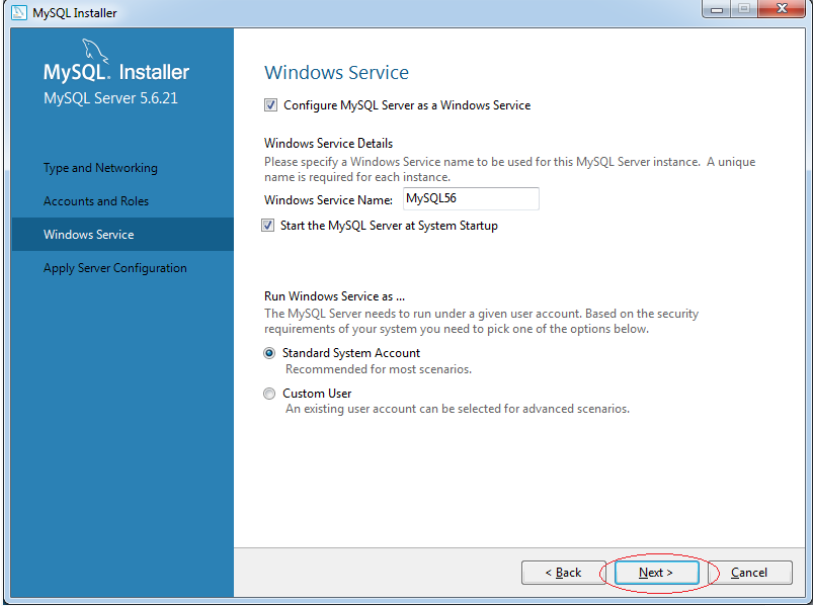 MySQL Installer
MySQL. Installer
MySQL Server 5.6.21
Type and Networking
Accounts and Roles
Windows Service
Apply Server Configuration
Windows Service
Configure MySQL Server as a Windows Service
Windows Service Details
Please specify a Windows Service name to be used for this MySQL Server instance. A unique
name is required for each instance.
Windows Service Name: MySQL56
Start the MySQL Server at System Startup
Run Windows Service as ...
The MySQL Server needs to run under a given user account. Based on the security
requirements of your system you need to pick one of the options below.
Standard System Account
Recommended for most scenarios.
Custom User
An existing user account can be selected for advanced scenarios.
< Back Next > Cancel